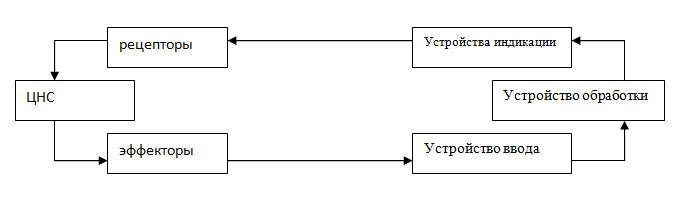 рецепторы
Устройства индикации
ЦНС
Устройство обработки
эффекторы
Устройство ввода